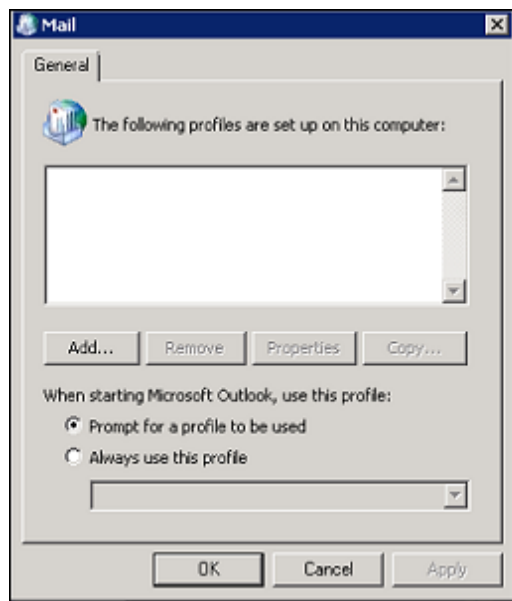 Mail
General
The following profiles are set up on this computer:
Add...
Remove
Properties
Copy...
When starting Microsoft Outlook, use this profile:
Prompt for a profile to be used
Always use this profile
OK
Cancel
Apply